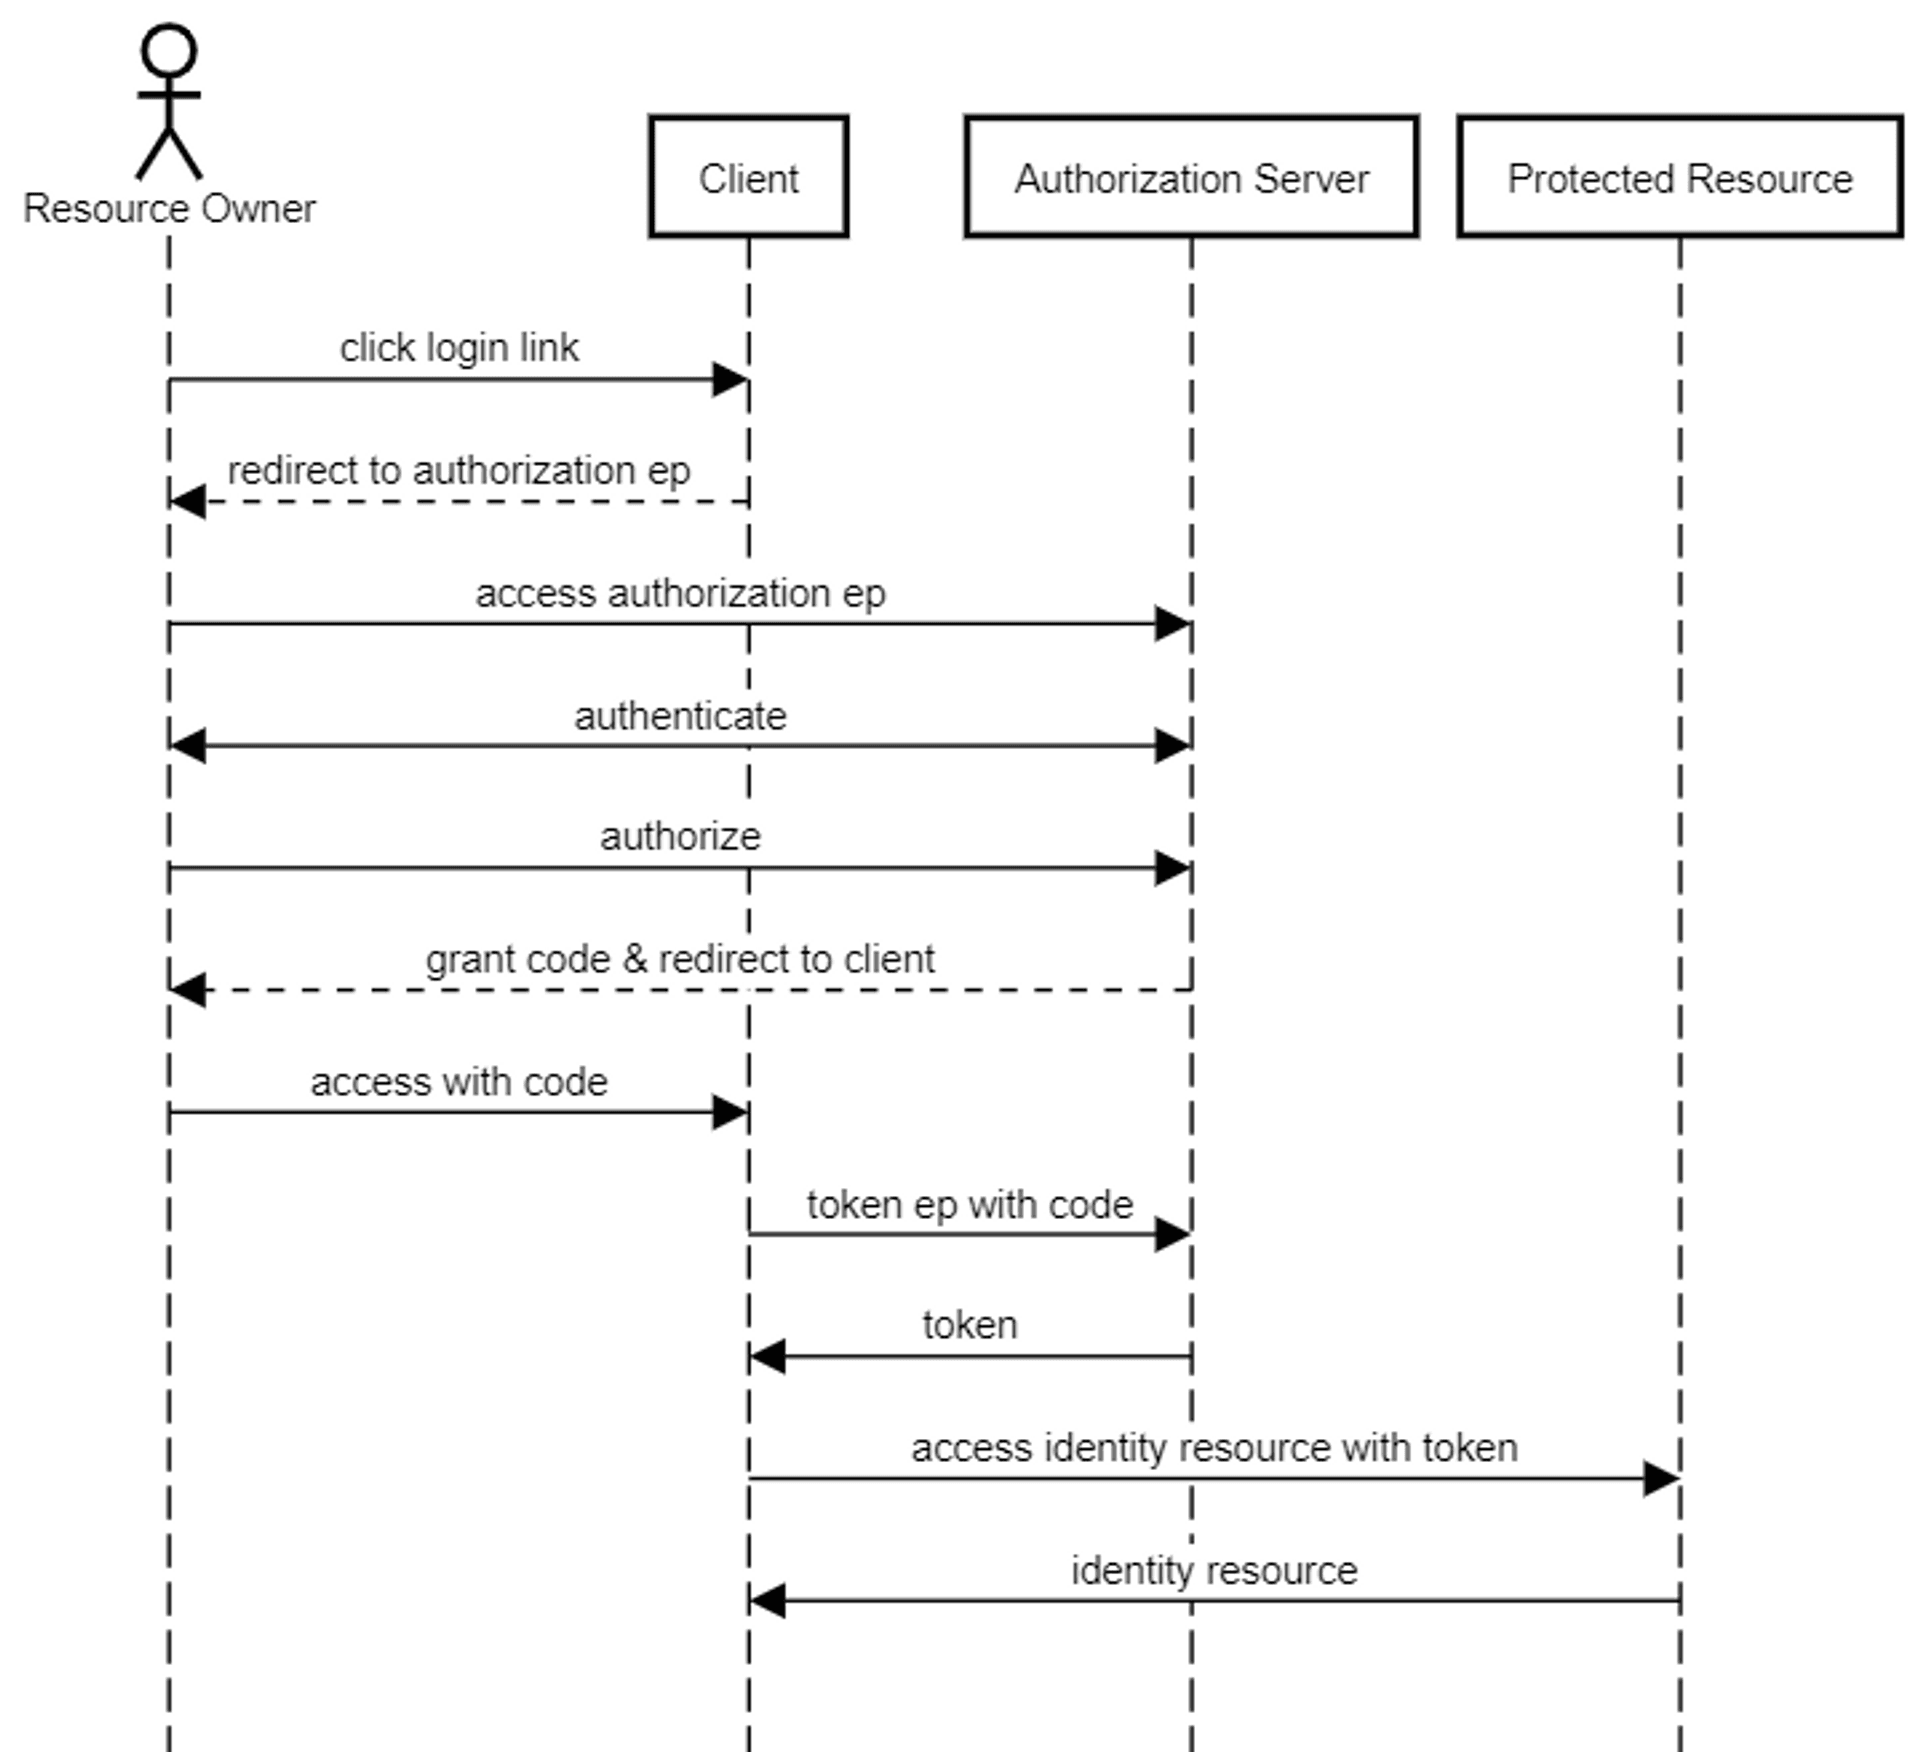 Resource Owner
Client
Authorization Server
Protected Resource
click login link
redirect to authorization ep
access authorization ep
authenticate
authorize
grant code & redirect to client
access with code
token ep with code
token
access identity resource with token
identity resource